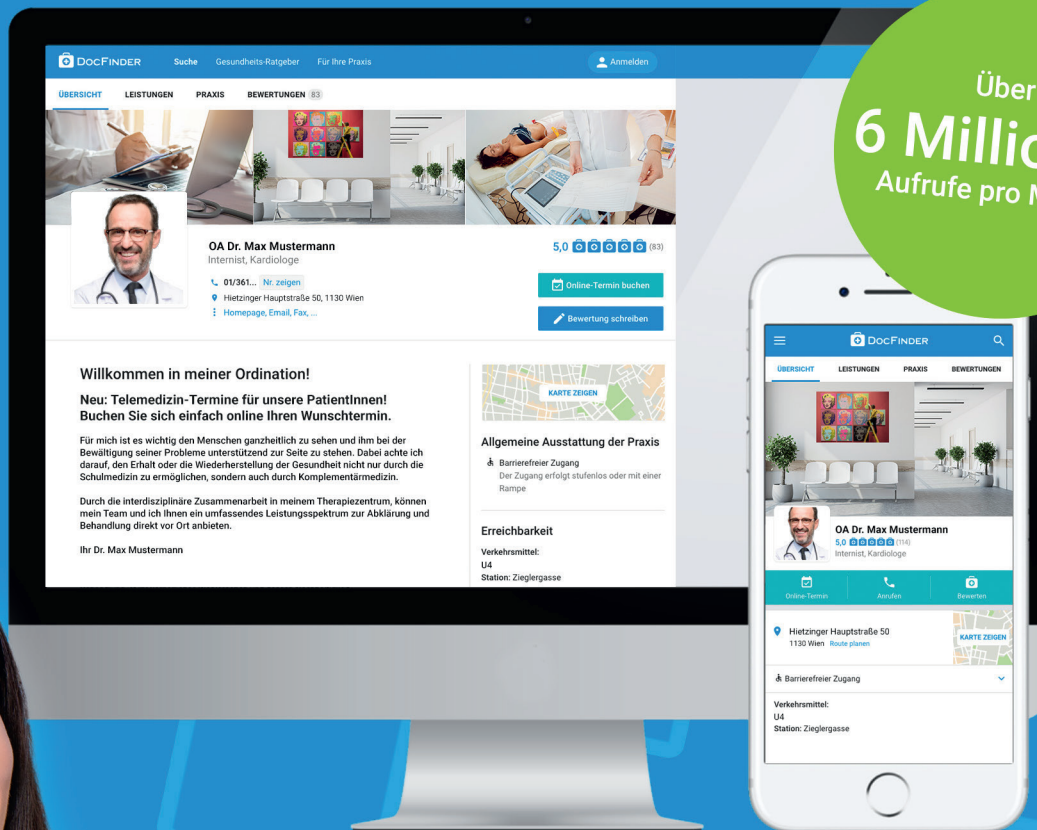 DOCFINDER
Suche Gesundheits-Ratgeber Für Ihre Praxis
Anmelden
ÜBERSICHT LEISTUNGEN PRAXIS BEWERTUNGEN 83
OA Dr. Max Mustermann
Internist, Kardiologe
01/361... Nr. zeigen
Hietzinger Hauptstraße 50, 1130 Wien
Homepage, Email, Fax, ...
5,0 (83)
Online-Termin buchen
Bewertung schreiben
Willkommen in meiner Ordination!
Neu: Telemedizin-Termine für unsere PatientInnen!
Buchen Sie sich einfach online Ihren Wunschtermin.
Für mich ist es wichtig den Menschen ganzheitlich zu sehen und ihm bei der
Bewältigung seiner Probleme unterstützend zur Seite zu stehen. Dabei achte ich
darauf, den Erhalt oder die Wiederherstellung der Gesundheit nicht nur durch die
Schulmedizin zu ermöglichen, sondern auch durch Komplementärmedizin.
Durch die interdisziplinäre Zusammenarbeit in meinem Therapiezentrum, können
mein Team und ich Ihnen ein umfassendes Leistungsspektrum zur Abklärung und
Behandlung direkt vor Ort anbieten.
Ihr Dr. Max Mustermann
KARTE ZEIGEN
Allgemeine Ausstattung der Praxis
Barrierefreier Zugang
Der Zugang erfolgt stufenlos oder mit einer
Rampe
Erreichbarkeit
Verkehrsmittel:
U4
Station: Zieglergasse
Über
6 Millio
Aufrufe pro M
DOCFINDER
ÜBERSICHT LEISTUNGEN PRAXIS BEWERTUNGEN
OA Dr. Max Mustermann
5,0 (114)
Internist, Kardiologe
Online-Termin Anrufen Bewerten
Hietzinger Hauptstraße 50
1130 Wien Route planen
KARTE ZEIGEN
Barrierefreier Zugang
Verkehrsmittel:
U4
Station: Zieglergasse